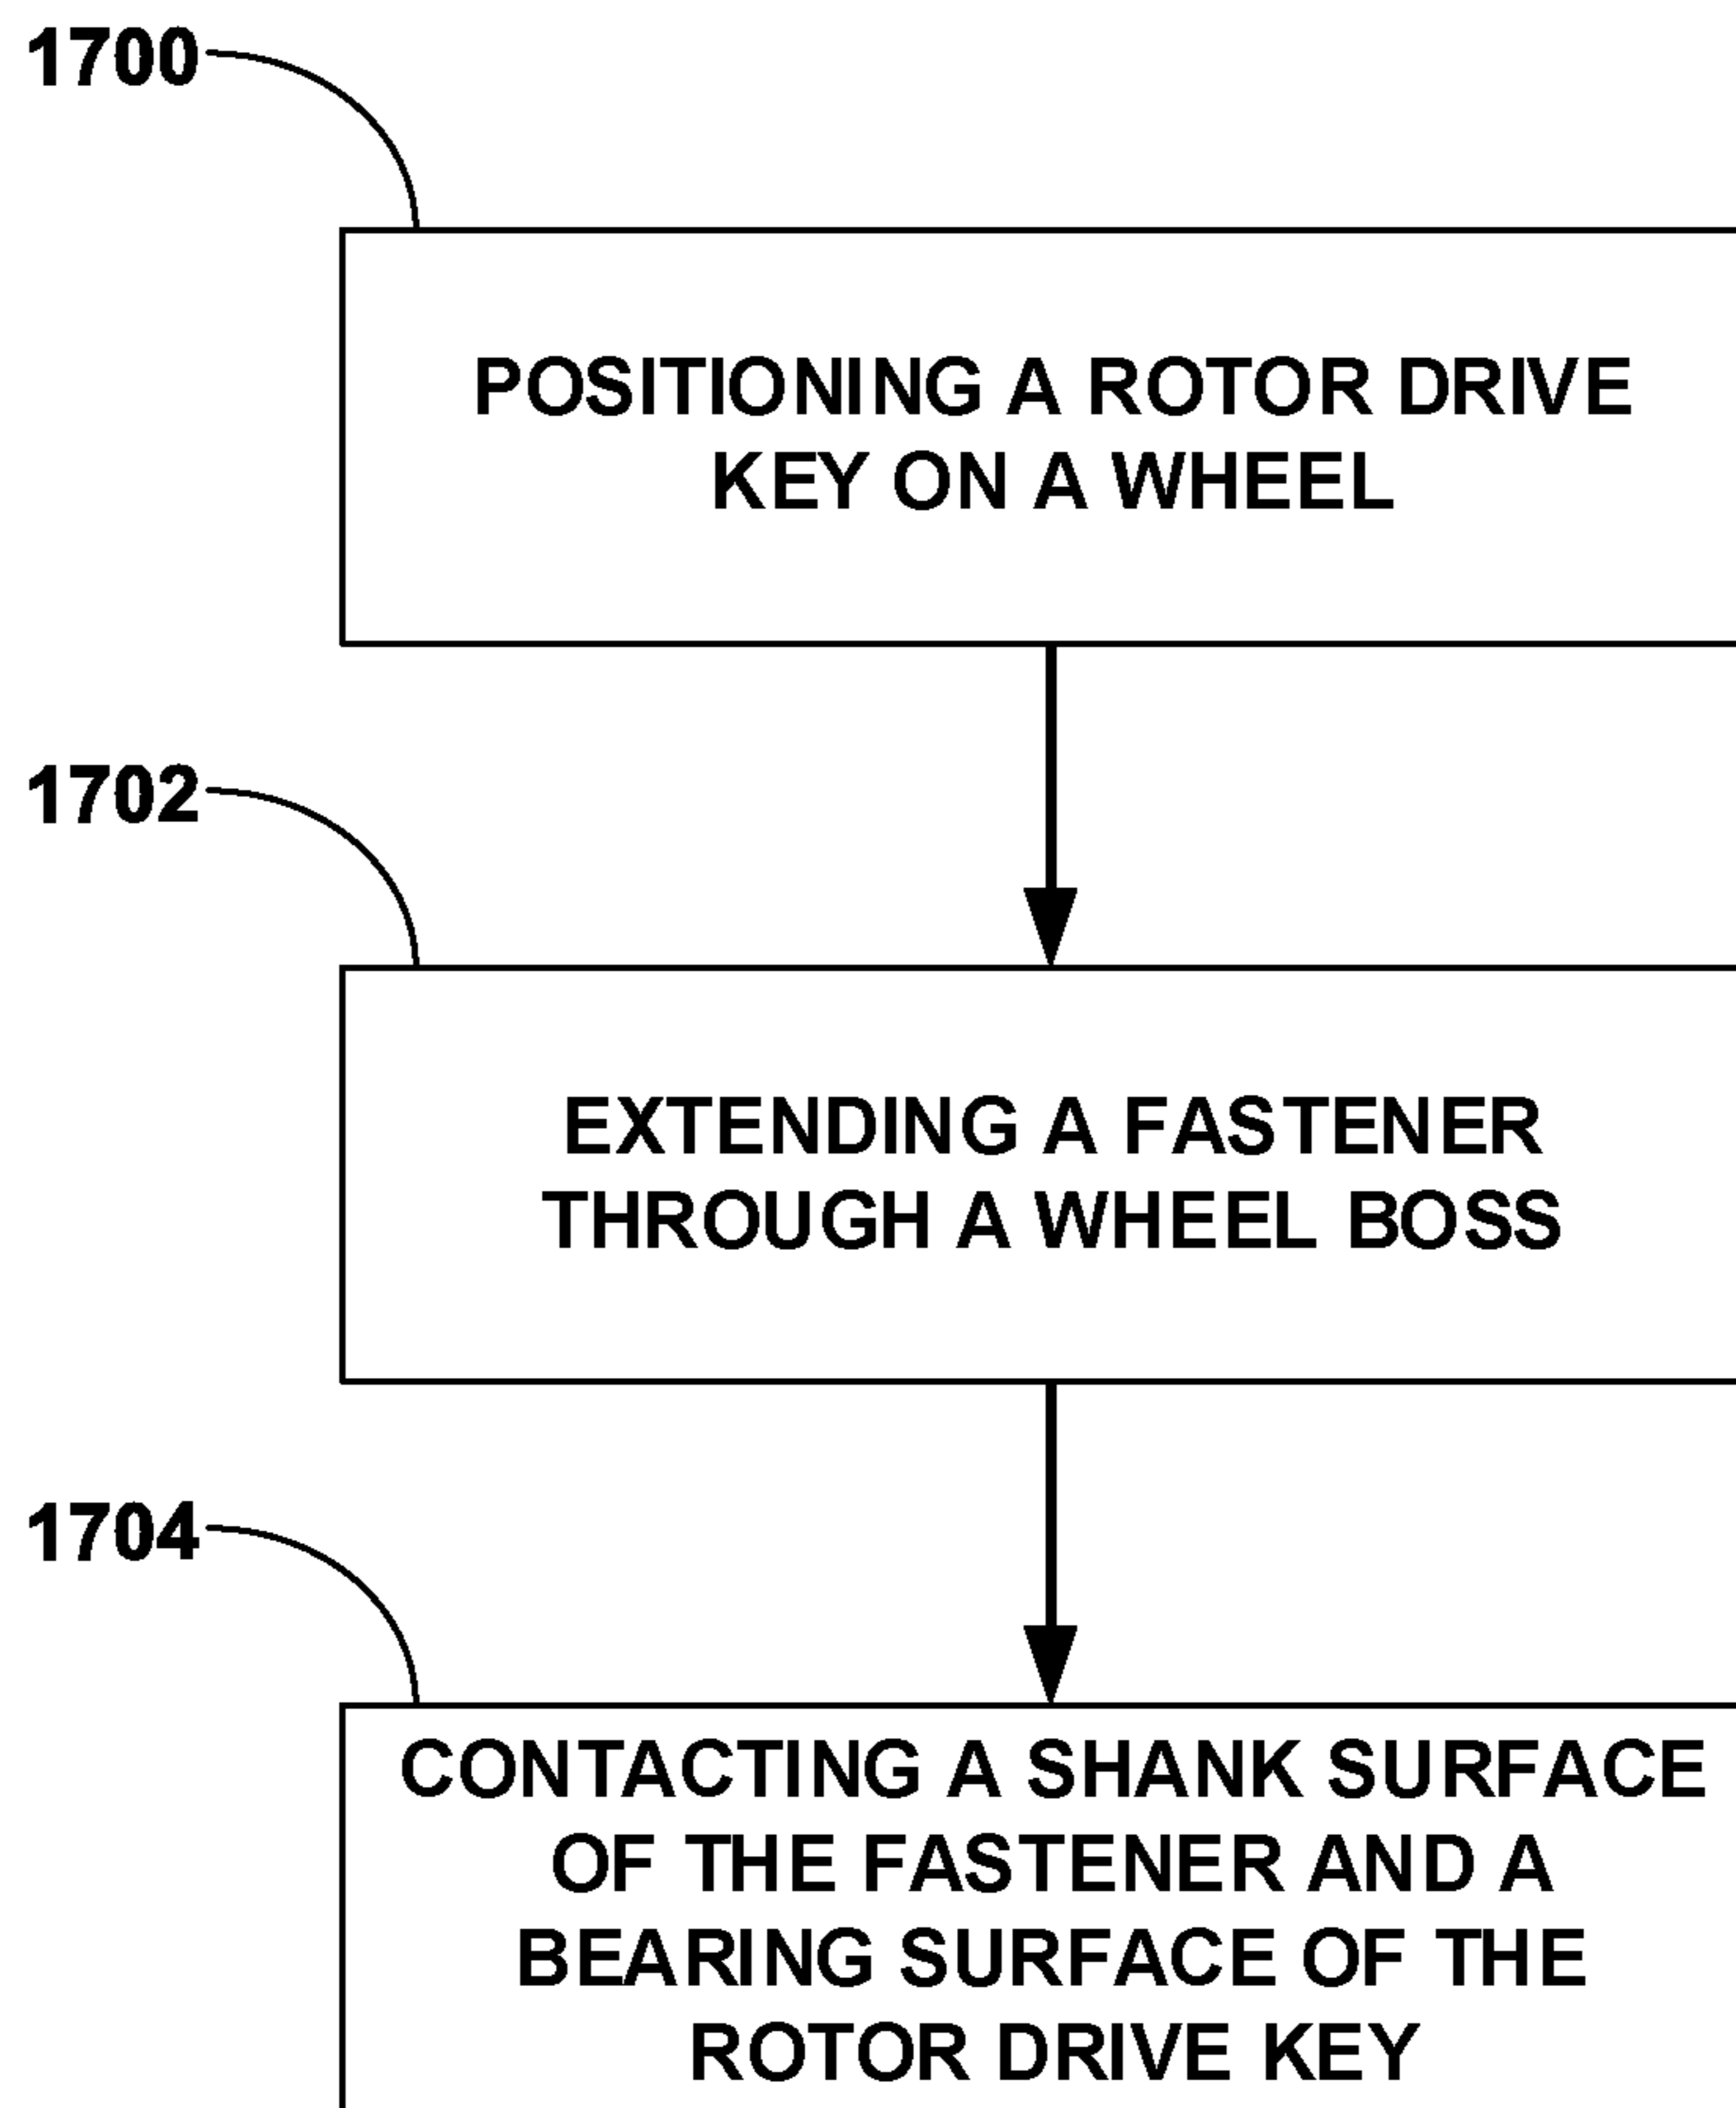 1700
POSITIONING A ROTOR DRIVE
KEY ON A WHEEL
1702
EXTENDING A FASTENER
THROUGH A WHEEL BOSS
1704
CONTACTING A SHANK SURFACE
OF THE FASTENER AND A
BEARING SURFACE OF THE
ROTOR DRIVE KEY